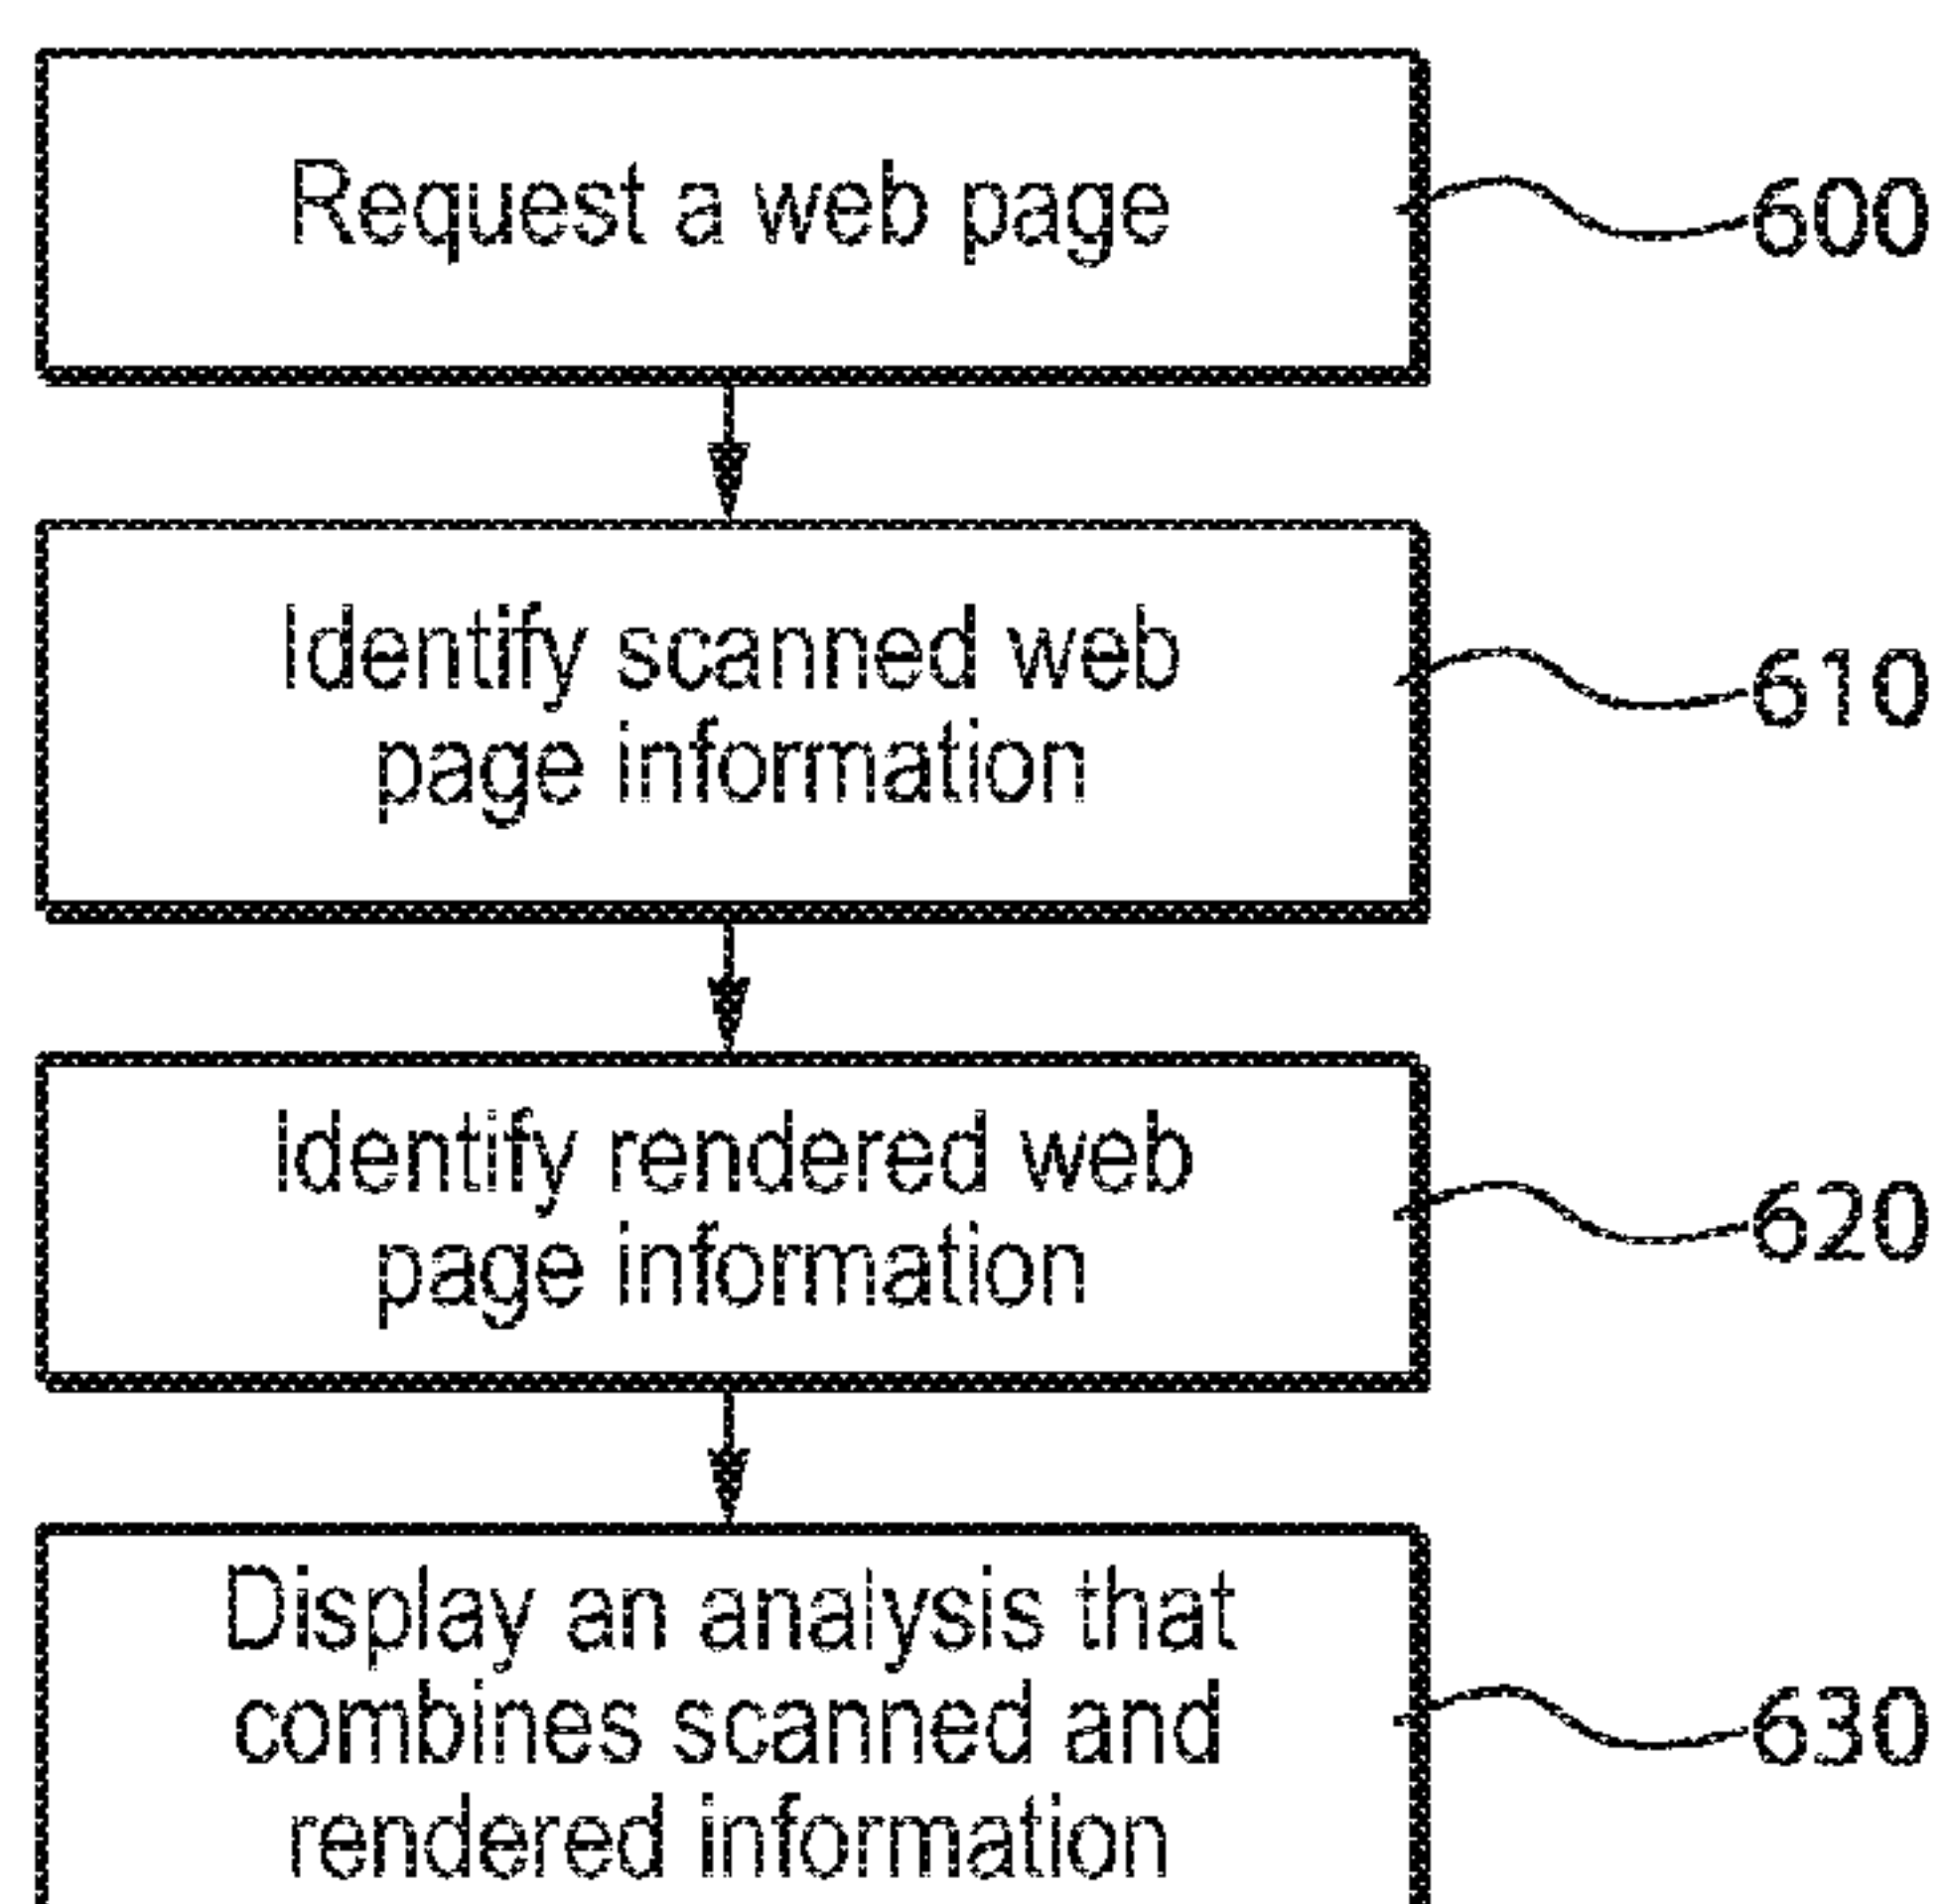 Request a web page
600
Identify scanned web
page information
610
Identify rendered web
page information
620
Display an analysis that
combines scanned and
rendered information
630